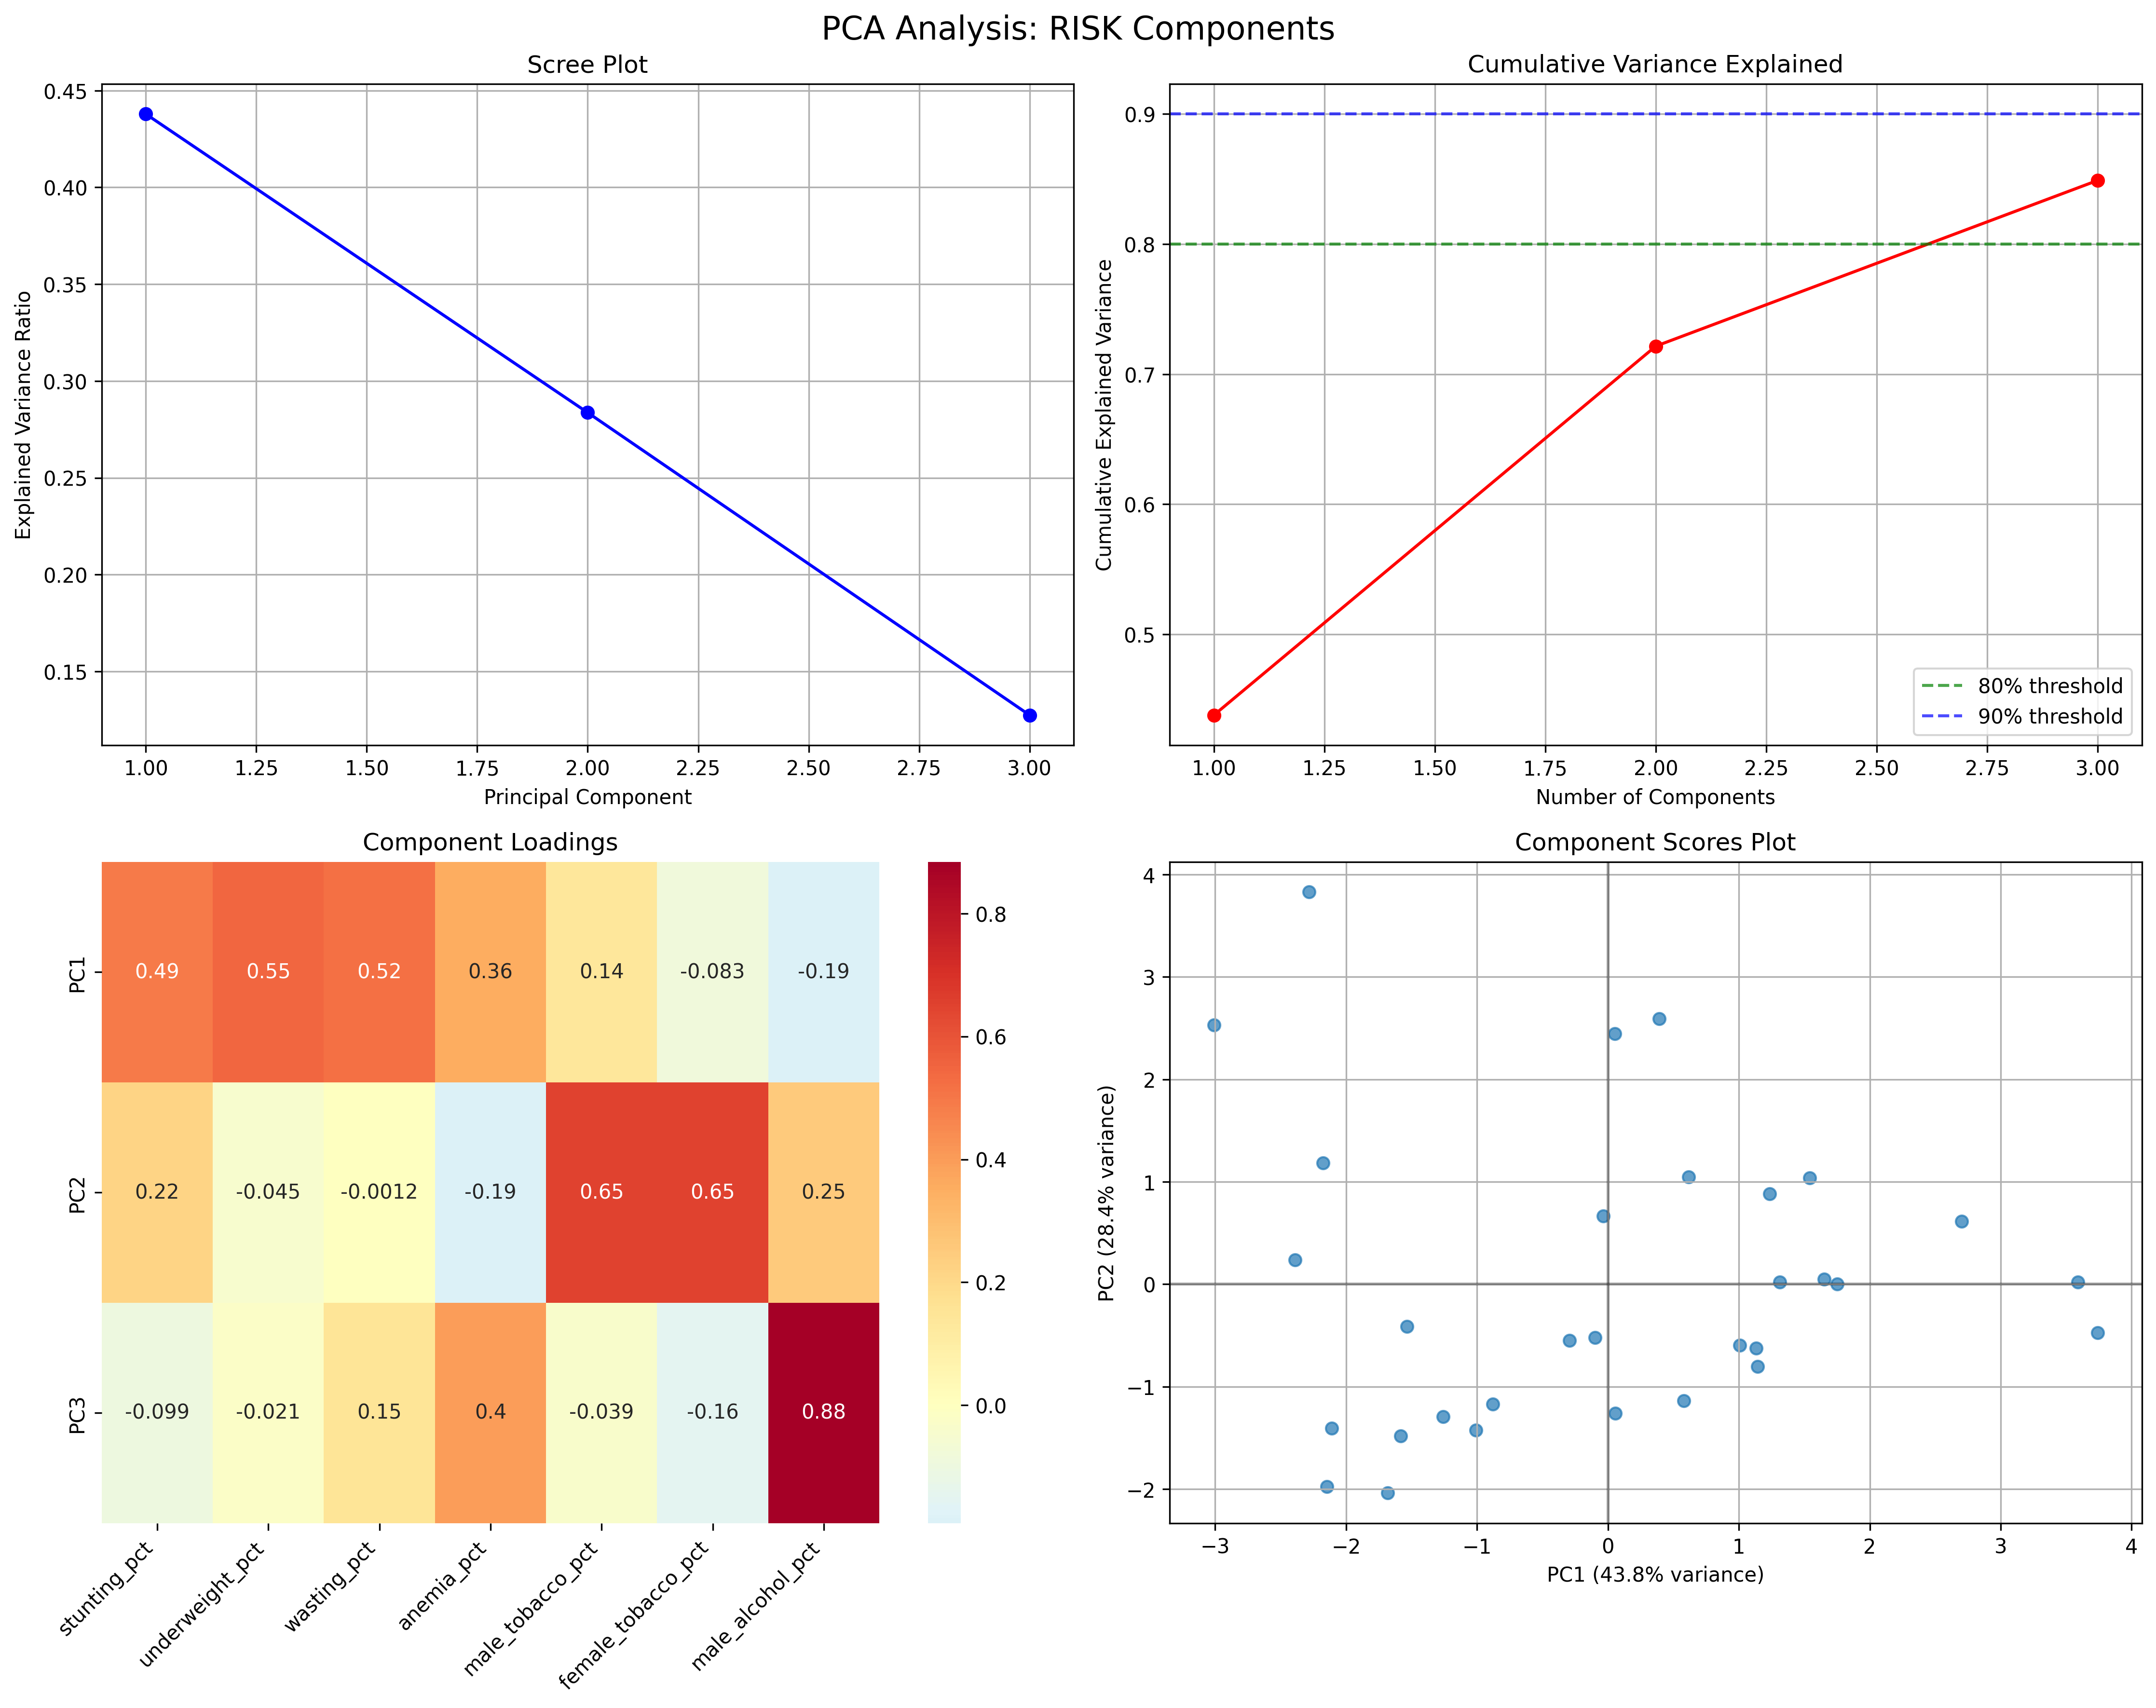 PCA Analysis: RISK Components
Scree Plot
Explained Variance Ratio
0.45
0.40
0.35
0.30
0.25
0.20
0.15
1.00 1.25 1.50 1.75 2.00 2.25 2.50 2.75 3.00
Principal Component
Cumulative Variance Explained
Cumulative Explained Variance
0.9
0.8
0.7
0.6
0.5
80% threshold
90% threshold
1.00 1.25 1.50 1.75 2.00 2.25 2.50 2.75 3.00
Number of Components
Component Loadings
PC1 0.49 0.55 0.52 0.36 0.14 -0.083 -0.19
PC2 0.22 -0.045 -0.0012 -0.19 0.65 0.65 0.25
PC3 -0.099 -0.021 0.15 0.4 -0.039 -0.16 0.88
stunting_pct
underweight_pct
wasting_pct
anemia_pct
male_tobacco_pct
female_tobacco_pct
male_alcohol_pct
0.8
0.6
0.4
0.2
0.0
Component Scores Plot
PC2 (28.4% variance)
4
3
2
1
0
−1
−2
−3 −2 −1 0 1 2 3 4
PC1 (43.8% variance)